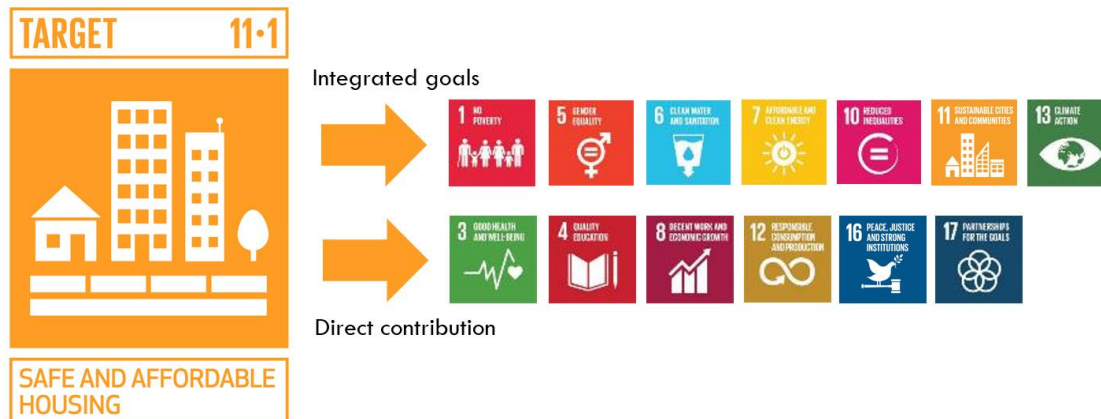 TARGET 11·1
Integrated goals
1 NO
POVERTY
5 GENDER
EQUALITY
6 CLEAN WATER
AND SANITATION
7 AFFORDABLE AND
CLEAN ENERGY
10 REDUCED
INEQUALITIES
11 SUSTAINABLE CITIES
AND COMMUNITIES
13 CLIMATE
ACTION
3 GOOD HEALTH
AND WELL-BEING
4 QUALITY
EDUCATION
8 DECENT WORK AND
ECONOMIC GROWTH
12 RESPONSIBLE
CONSUMPTION
AND PRODUCTION
16 PEACE, JUSTICE
AND STRONG
INSTITUTIONS
17 PARTNERSHIPS
FOR THE GOALS
Direct contribution
SAFE AND AFFORDABLE
HOUSING